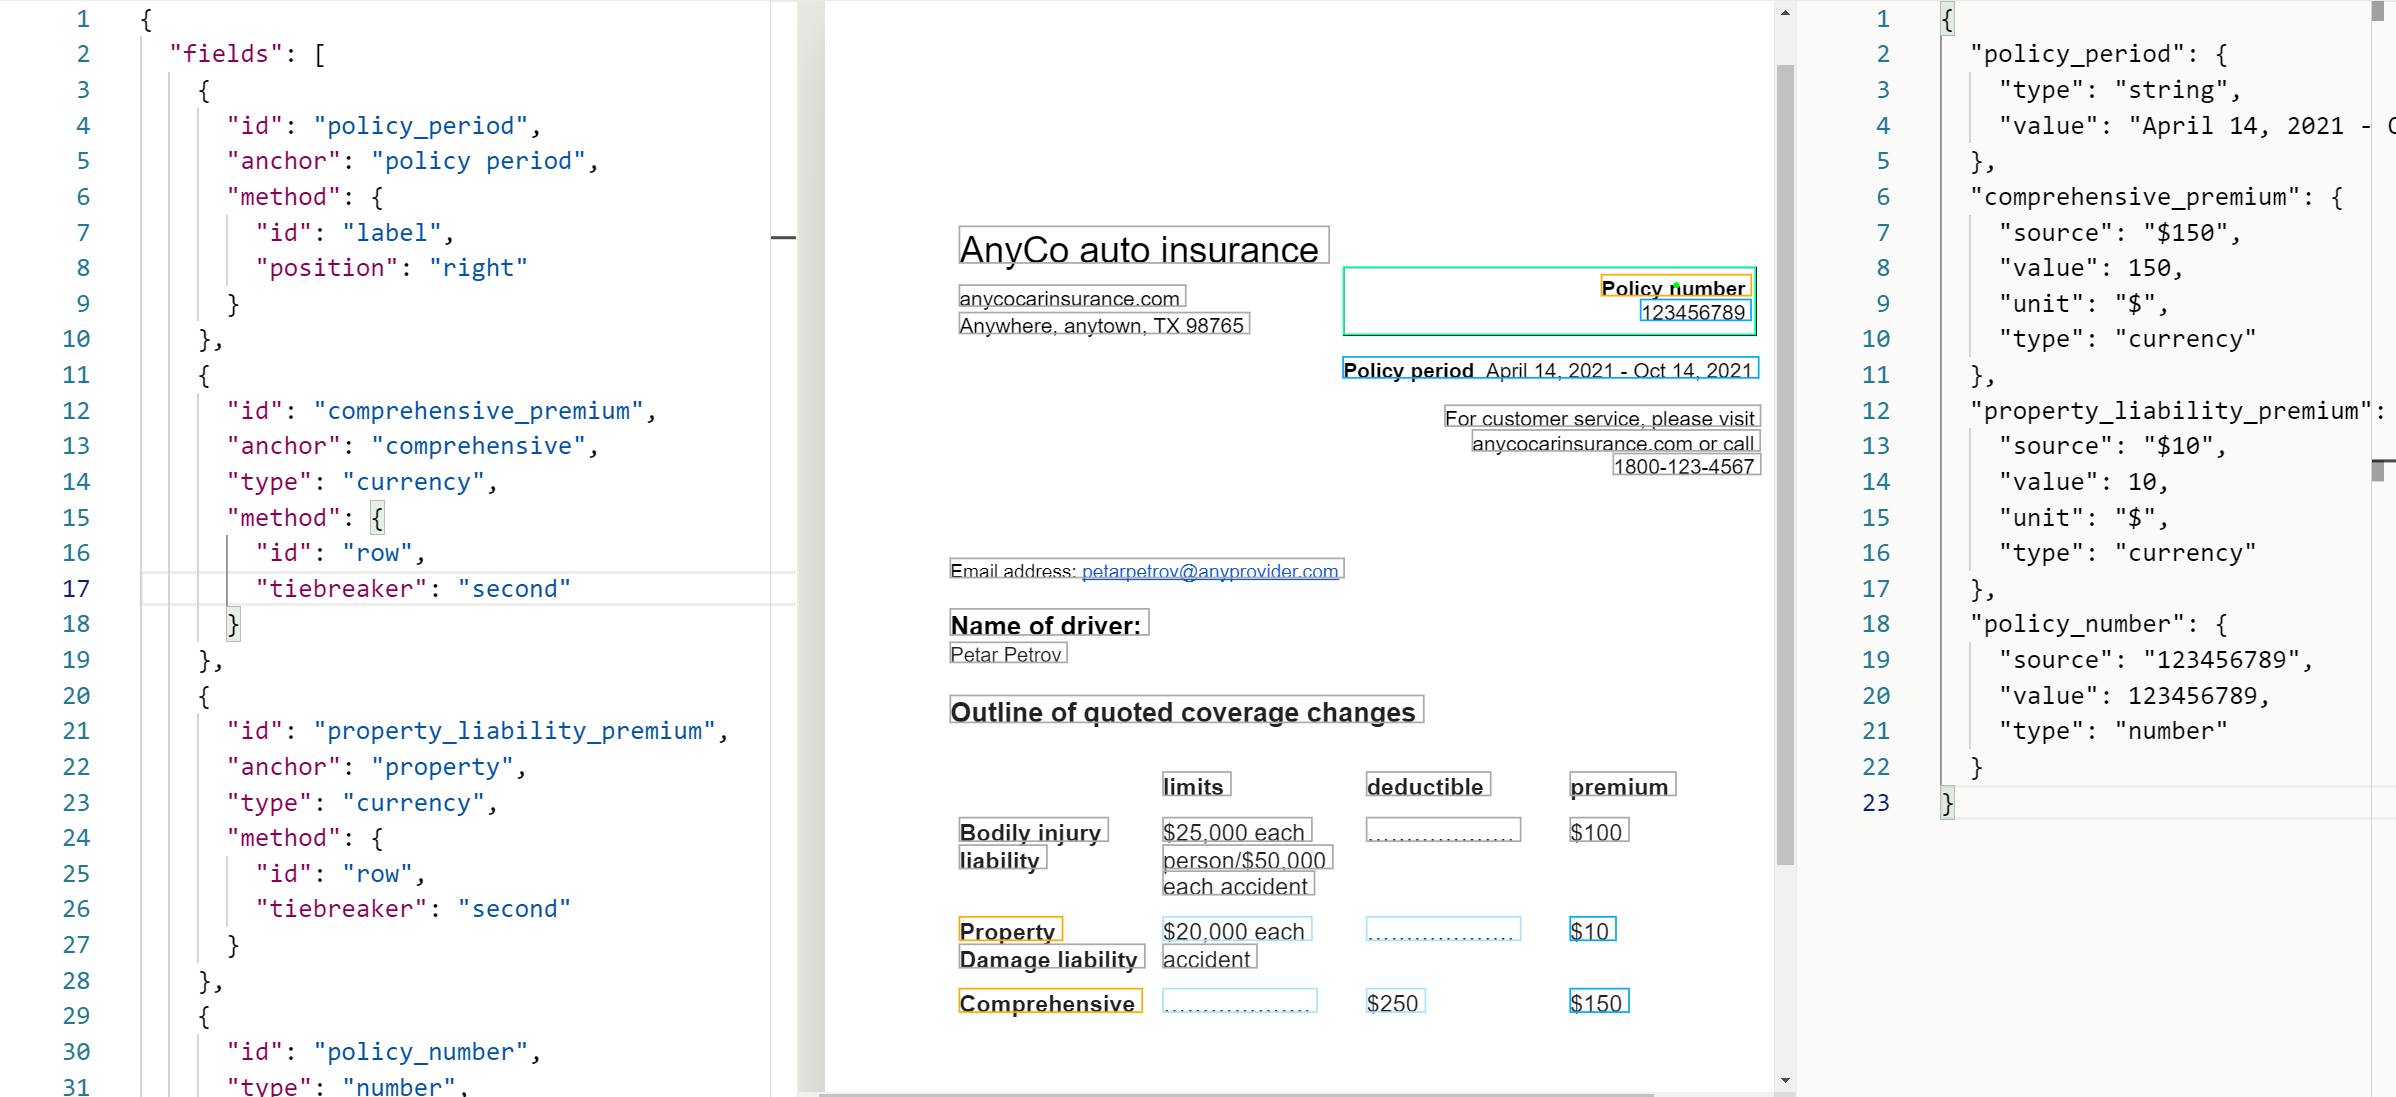 1 {
2 "fields": [
3 {
4 "id": "policy_period",
5 "anchor": "policy period",
6 "method": {
7 "id": "label",
8 "position": "right"
9 }
10 },
11 {
12 "id": "comprehensive_premium",
13 "anchor": "comprehensive",
14 "type": "currency",
15 "method": {
16 "id": "row",
17 "tiebreaker": "second"
18 }
19 },
20 {
21 "id": "property_liability_premium",
22 "anchor": "property",
23 "type": "currency",
24 "method": {
25 "id": "row",
26 "tiebreaker": "second"
27 }
28 },
29 {
30 "id": "policy_number",
31 "type": "number",
AnyCo auto insurance
anycocarinsurance.com
Anywhere, anytown, TX 98765
Policy number
123456789
Policy period April 14, 2021 - Oct 14, 2021
For customer service, please visit
anycocarinsurance.com or call
1800-123-4567
Email address: petarpetrov@anyprovider.com
Name of driver:
Petar Petrov
Outline of quoted coverage changes
limits deductible premium
Bodily injury $25,000 each ................... $100
liability person/$50,000
each accident
Property $20,000 each ................... $10
Damage liability accident
Comprehensive ................... $250 $150
1 {
2 "policy_period": {
3 "type": "string",
4 "value": "April 14, 2021 -
5 },
6 "comprehensive_premium": {
7 "source": "$150",
8 "value": 150,
9 "unit": "$",
10 "type": "currency"
11 },
12 "property_liability_premium":
13 "source": "$10",
14 "value": 10,
15 "unit": "$",
16 "type": "currency"
17 },
18 "policy_number": {
19 "source": "123456789",
20 "value": 123456789,
21 "type": "number"
22 }
23 }